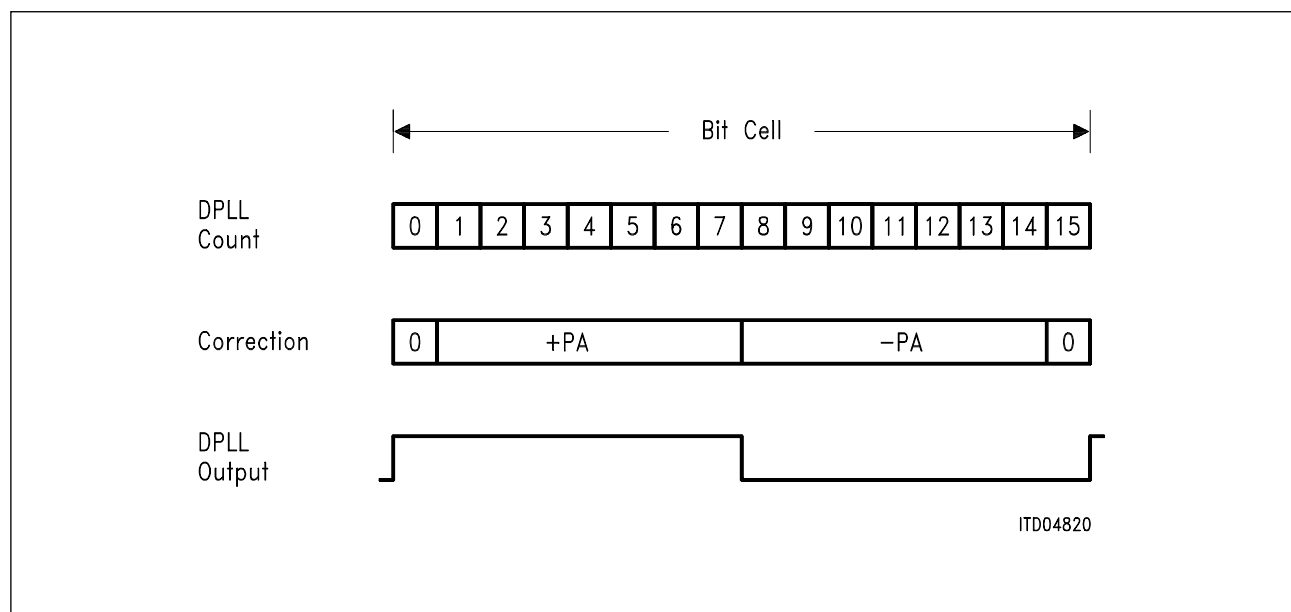 Bit Cell
DPLL
Count
0 1 2 3 4 5 6 7 8 9 10 11 12 13 14 15
Correction
0 +PA −PA 0
DPLL
Output
ITD04820